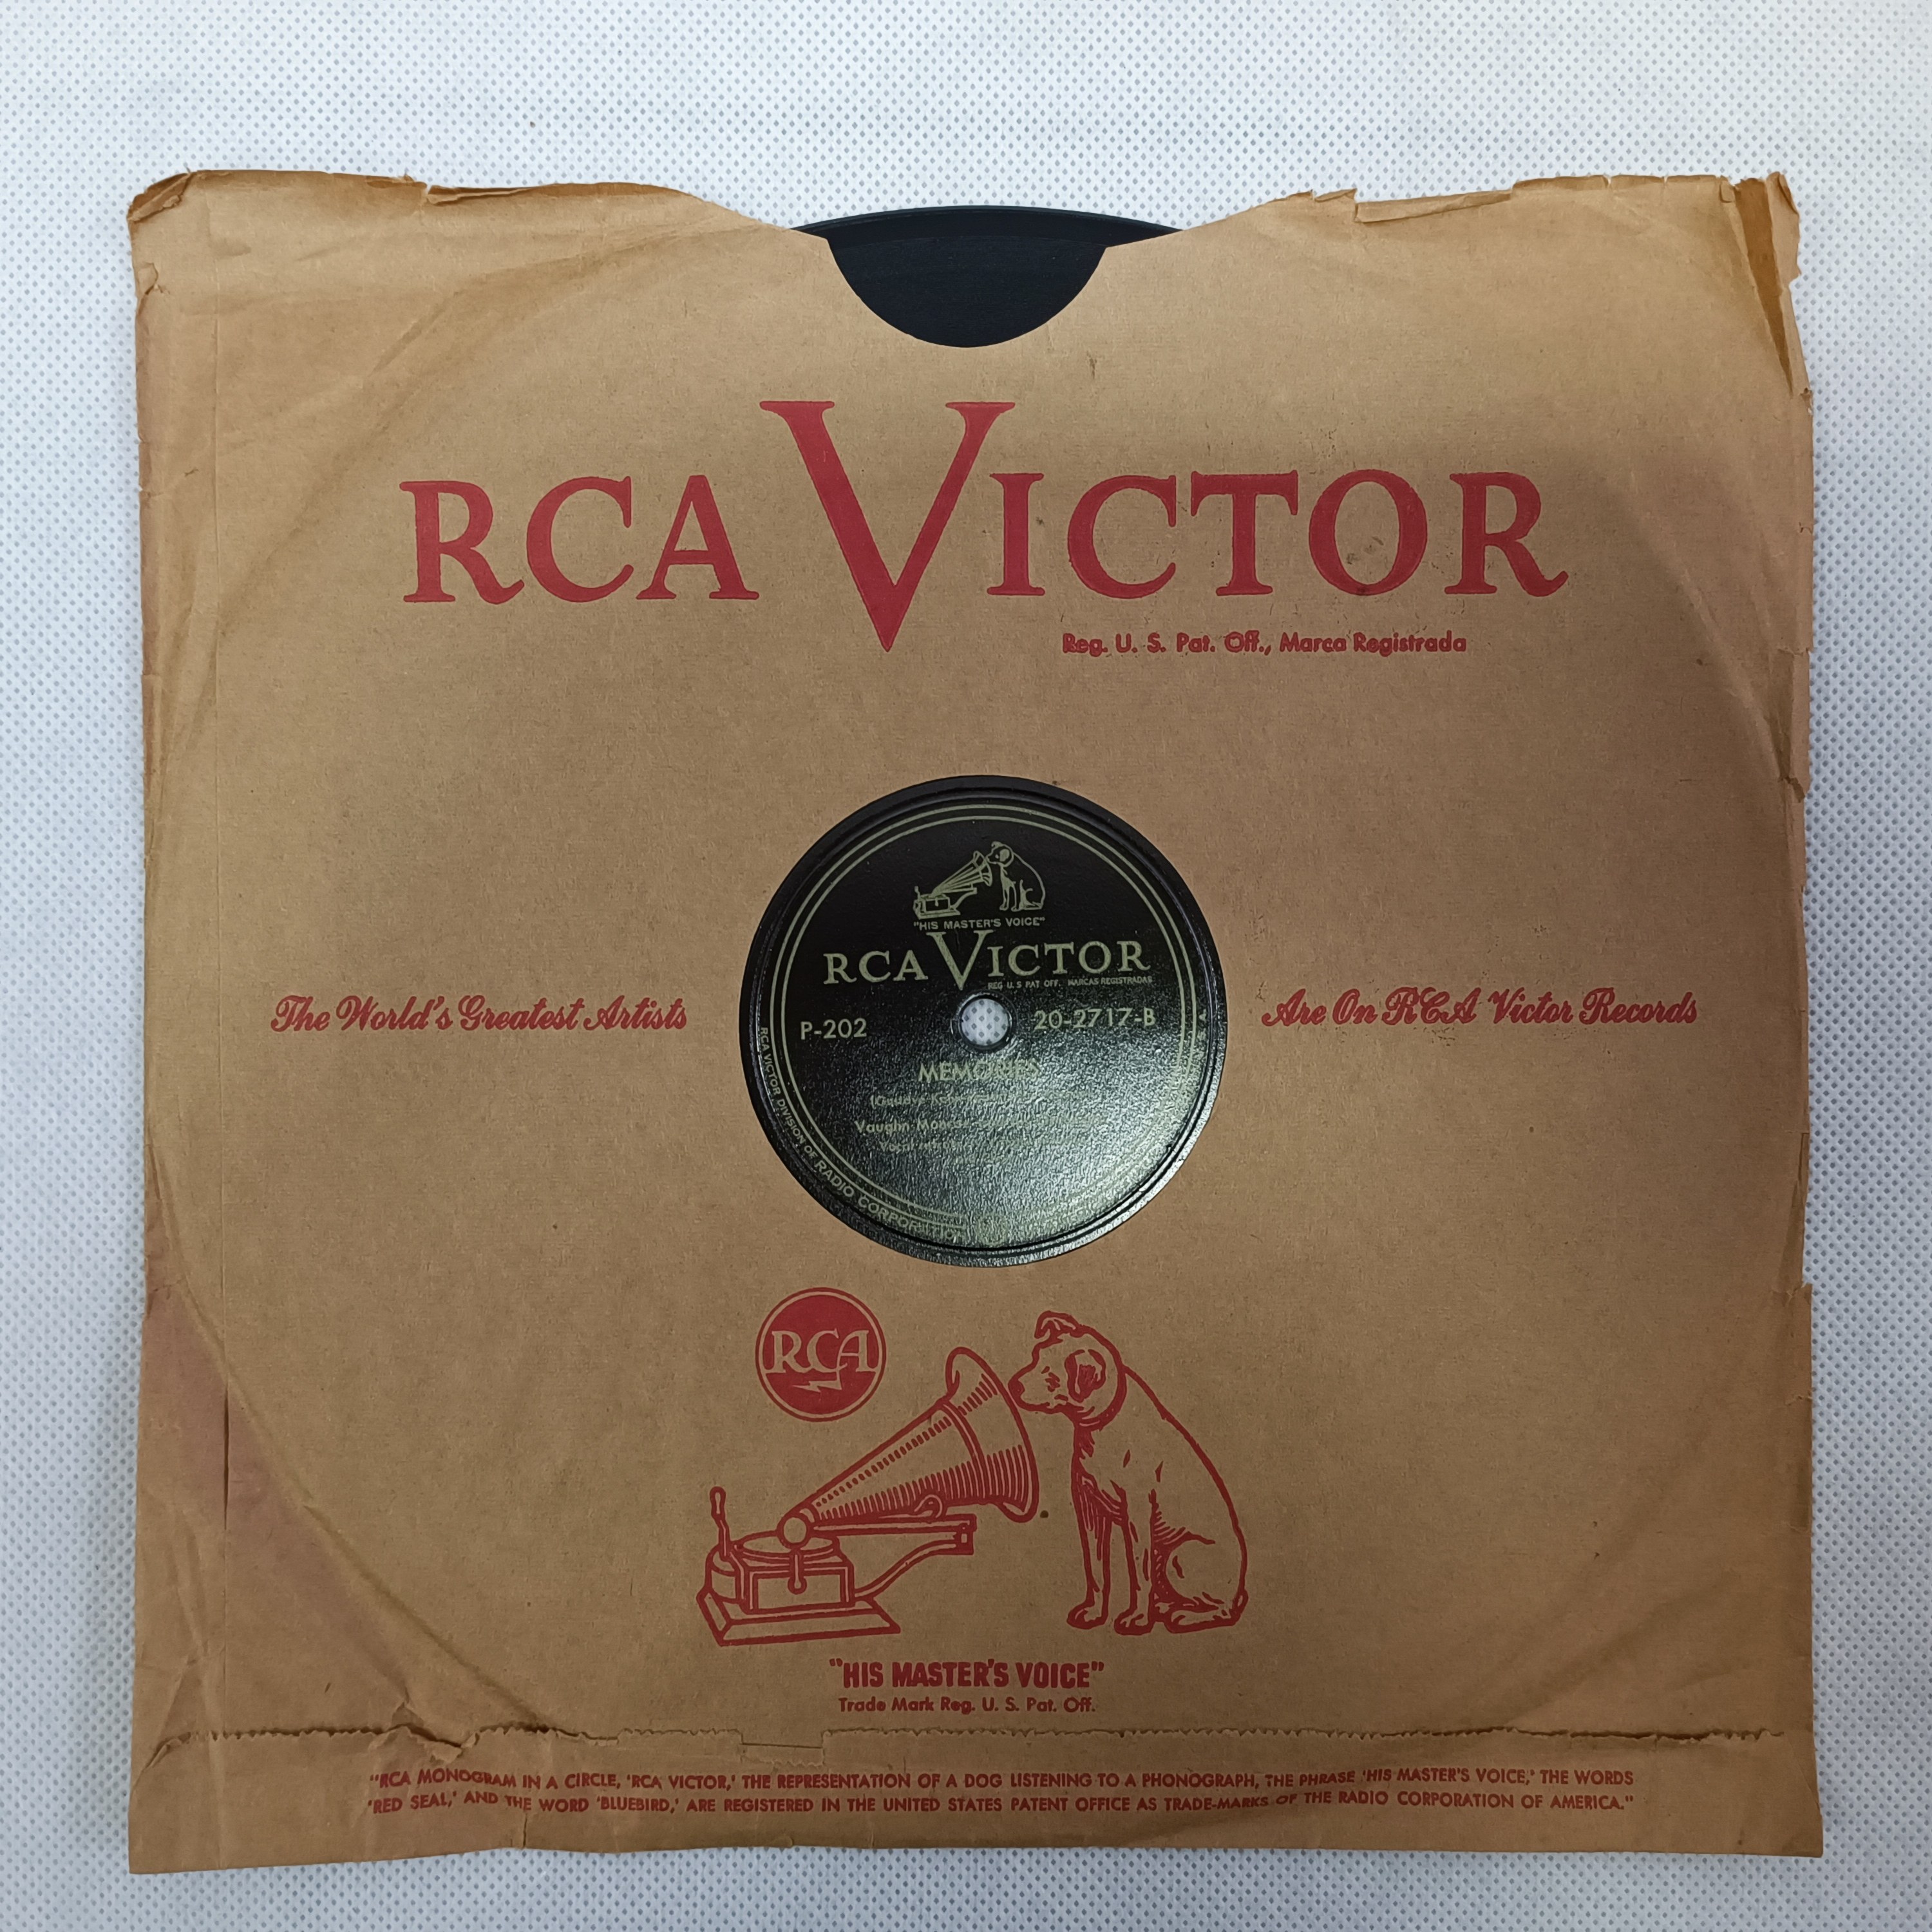 RCA VICTOR
Reg. U. S. Pat. Off., Marca Registrada
"HIS MASTER'S VOICE"
RCA VICTOR
REG U. S PAT OFF. MARCAS REGISTRADAS
P-202
20-2717-B
MEMORIES
Vaughn
RCA VICTOR DIVISION OF RADIO CORPORATION
The World's Greatest Artists
Are On RCA Victor Records
RCA
"HIS MASTER'S VOICE"
Trade Mark Reg. U. S. Pat. Off.
"RCA MONOGRAM IN A CIRCLE, 'RCA VICTOR,' THE REPRESENTATION OF A DOG LISTENING TO A PHONOGRAPH, THE PHRASE 'HIS MASTER'S VOICE,' THE WORDS
'RED SEAL,' AND THE WORD 'BLUEBIRD,' ARE REGISTERED IN THE UNITED STATES PATENT OFFICE AS TRADE-MARKS OF THE RADIO CORPORATION OF AMERICA."